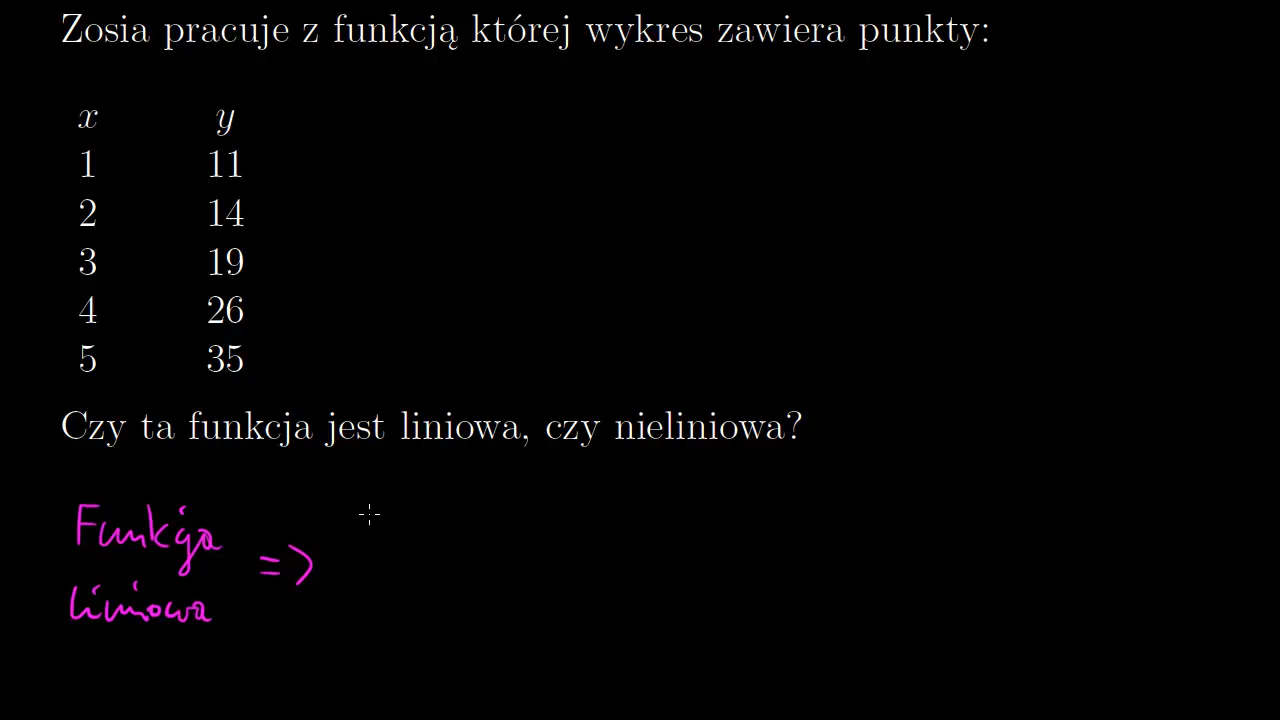 Zosia pracuje z funkcją której wykres zawiera punkty:
x y
1 11
2 14
3 19
4 26
5 35
Czy ta funkcja jest liniowa, czy nieliniowa?
Funkcja
liniowa =>